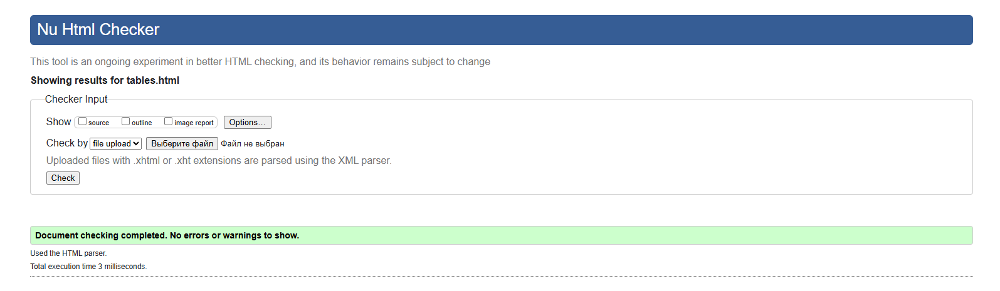 Nu Html Checker
This tool is an ongoing experiment in better HTML checking, and its behavior remains subject to change
Showing results for tables.html
Checker Input
Show source outline image report Options...
Check by file upload Выберите файл Файл не выбран
Uploaded files with .xhtml or .xht extensions are parsed using the XML parser.
Check
Document checking completed. No errors or warnings to show.
Used the HTML parser.
Total execution time 3 milliseconds.